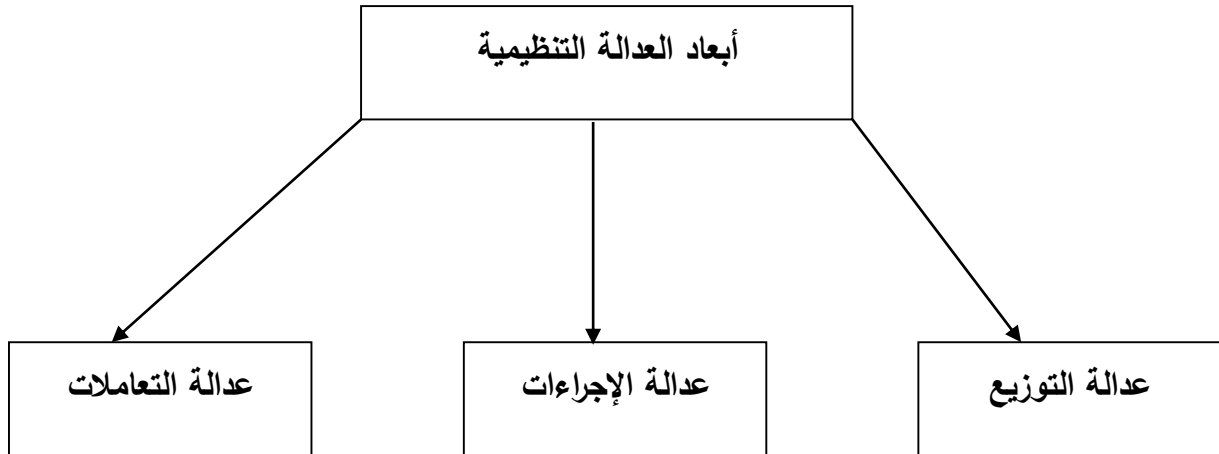 أبعاد العدالة التنظيمية
عدالة التوزيع
عدالة الإجراءات
عدالة التعاملات